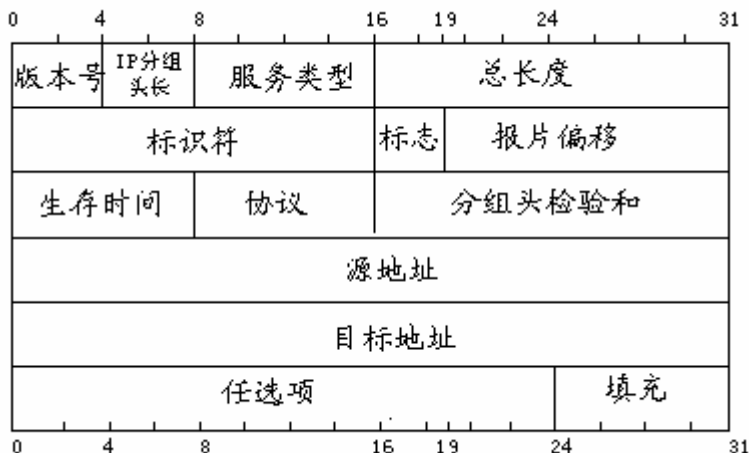 0 4 8 16 19 24 31
版本号 IP分组头长 服务类型 总长度
标识符 标志 报片偏移
生存时间 协议 分组头检验和
源地址
目标地址
任选项 填充
0 4 8 16 19 24 31